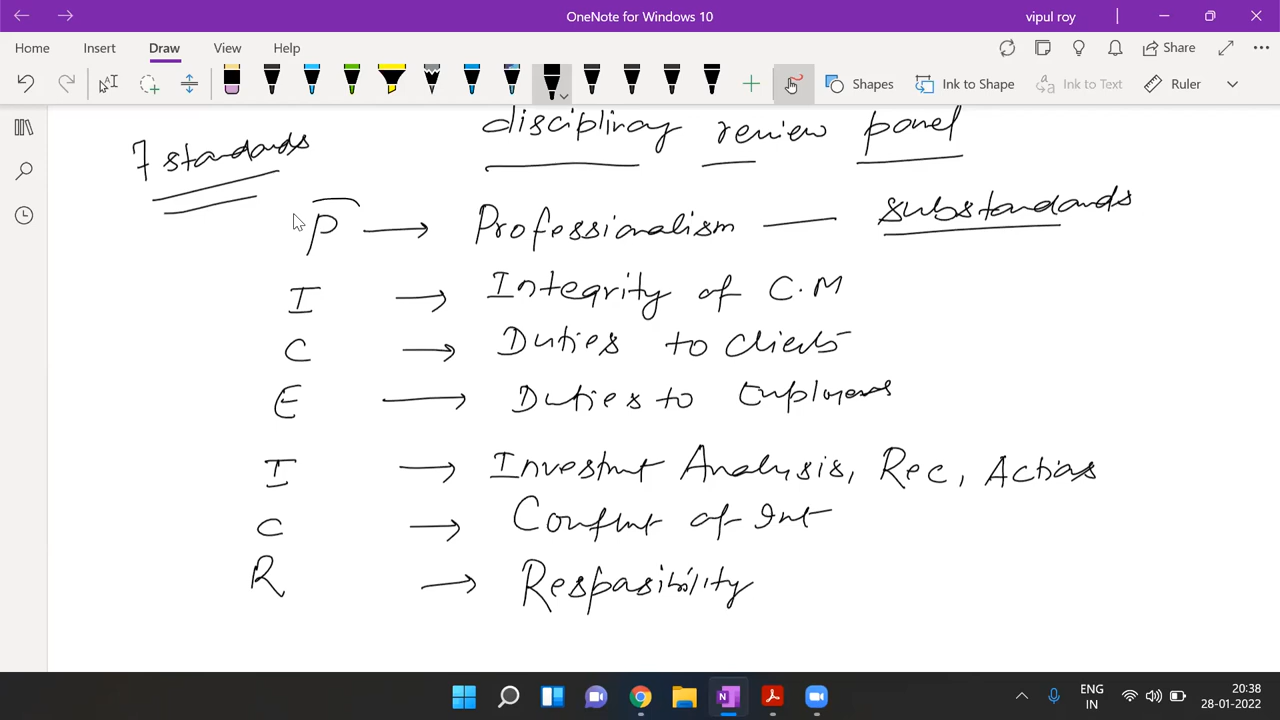 OneNote for Windows 10
vipul roy
Home Insert Draw View Help
Share
Shapes Ink to Shape Ink to Text Ruler
disciplinary review panel
7 standards
P → Professionalism — substandards
I → Integrity of C.M
C → Duties to clients
E → Duties to Employers
I → Investmnt Analysis, Rec, Actions
C → Conflict of Int
R → Resposibility
ENG
IN
20:38
28-01-2022